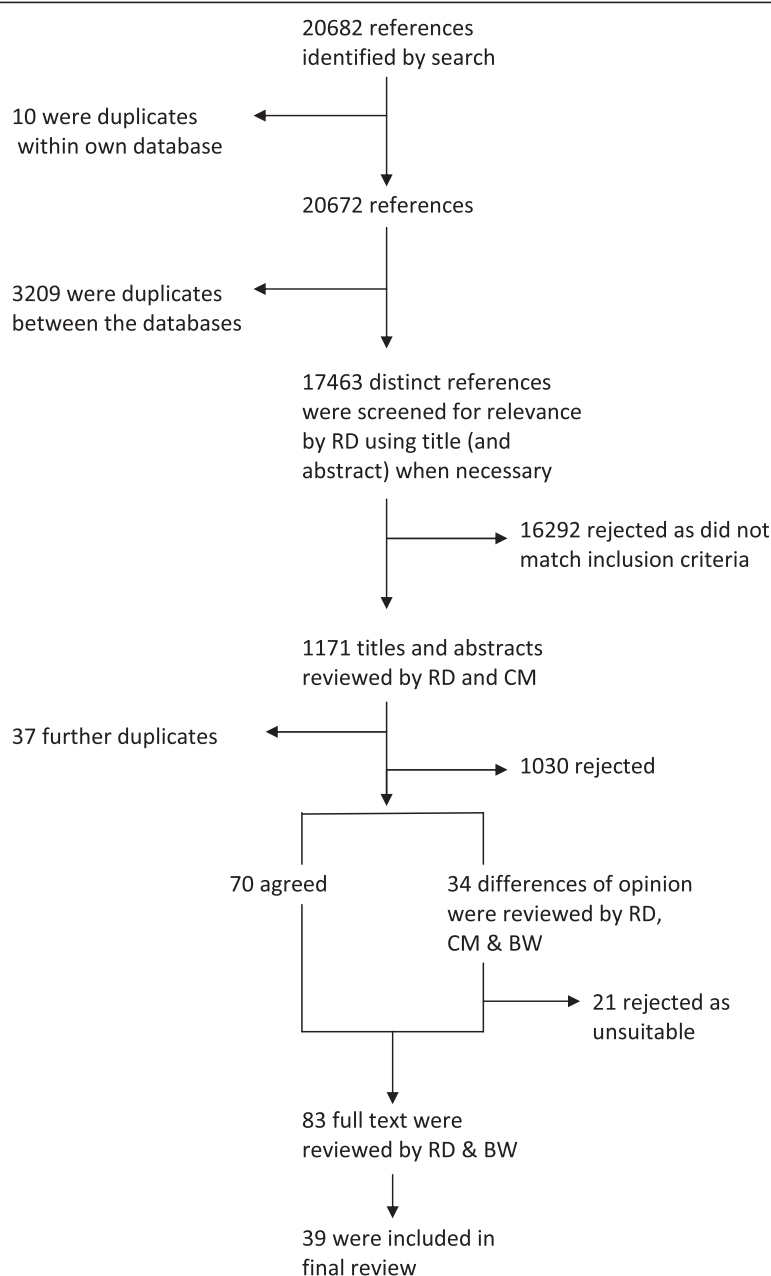 20682 references
identified by search
10 were duplicates
within own database
20672 references
3209 were duplicates
between the databases
17463 distinct references
were screened for relevance
by RD using title (and
abstract) when necessary
16292 rejected as did not
match inclusion criteria
1171 titles and abstracts
reviewed by RD and CM
37 further duplicates
1030 rejected
70 agreed
34 differences of opinion
were reviewed by RD,
CM & BW
21 rejected as
unsuitable
83 full text were
reviewed by RD & BW
39 were included in
final review